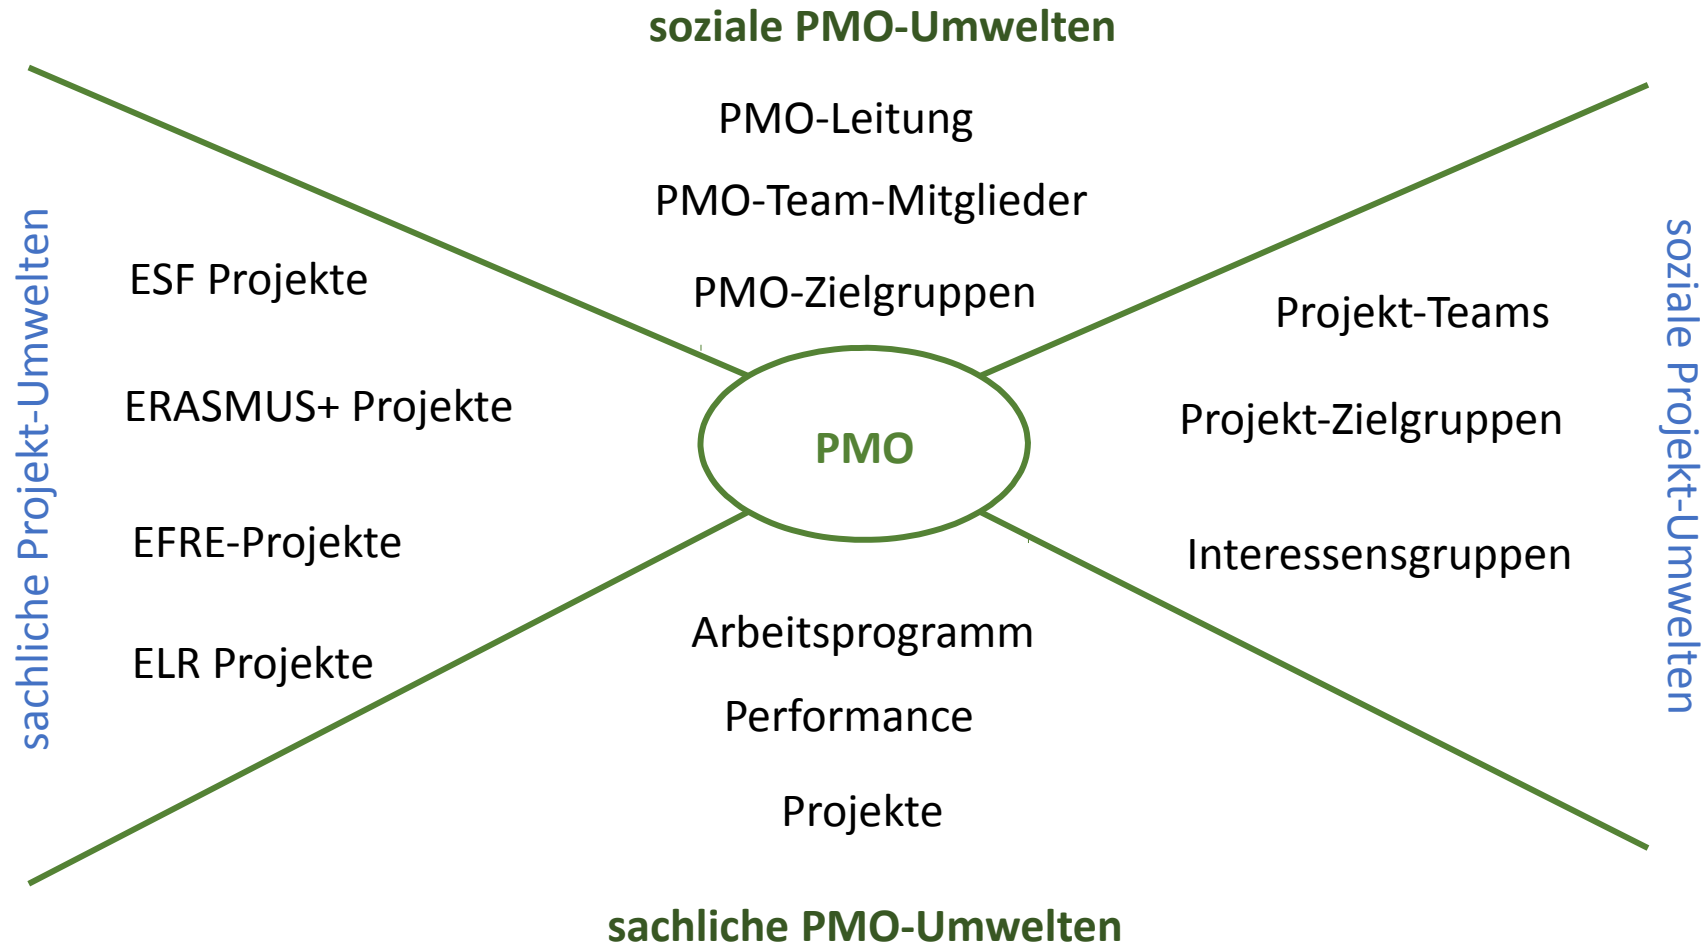 soziale PMO-Umwelten
PMO-Leitung
PMO-Team-Mitglieder
PMO-Zielgruppen
sachliche Projekt-Umwelten
ESF Projekte
ERASMUS+ Projekte
EFRE-Projekte
ELR Projekte
PMO
Projekt-Teams
Projekt-Zielgruppen
Interessensgruppen
soziale Projekt-Umwelten
Arbeitsprogramm
Performance
Projekte
sachliche PMO-Umwelten